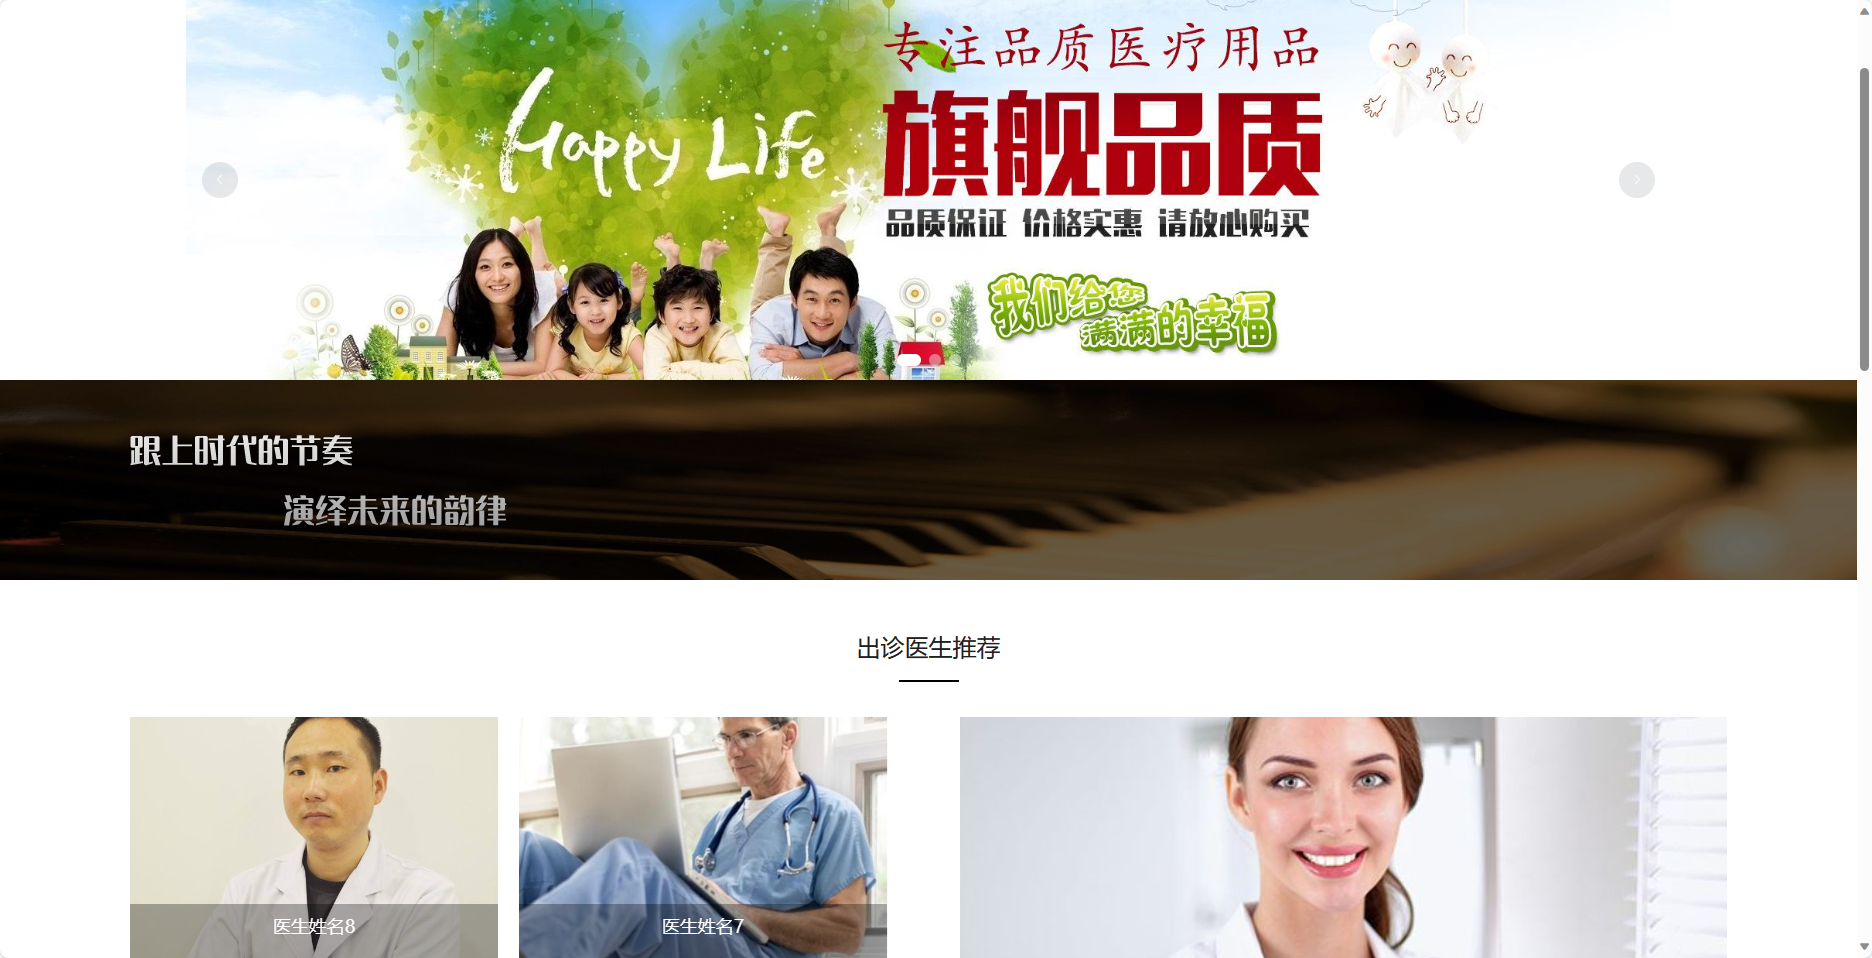 专注品质医疗用品
Happy Life
旗舰品质
品质保证 价格实惠 请放心购买
我们给您
满满的幸福
跟上时代的节奏
演绎未来的韵律
出诊医生推荐
医生姓名8
医生姓名7